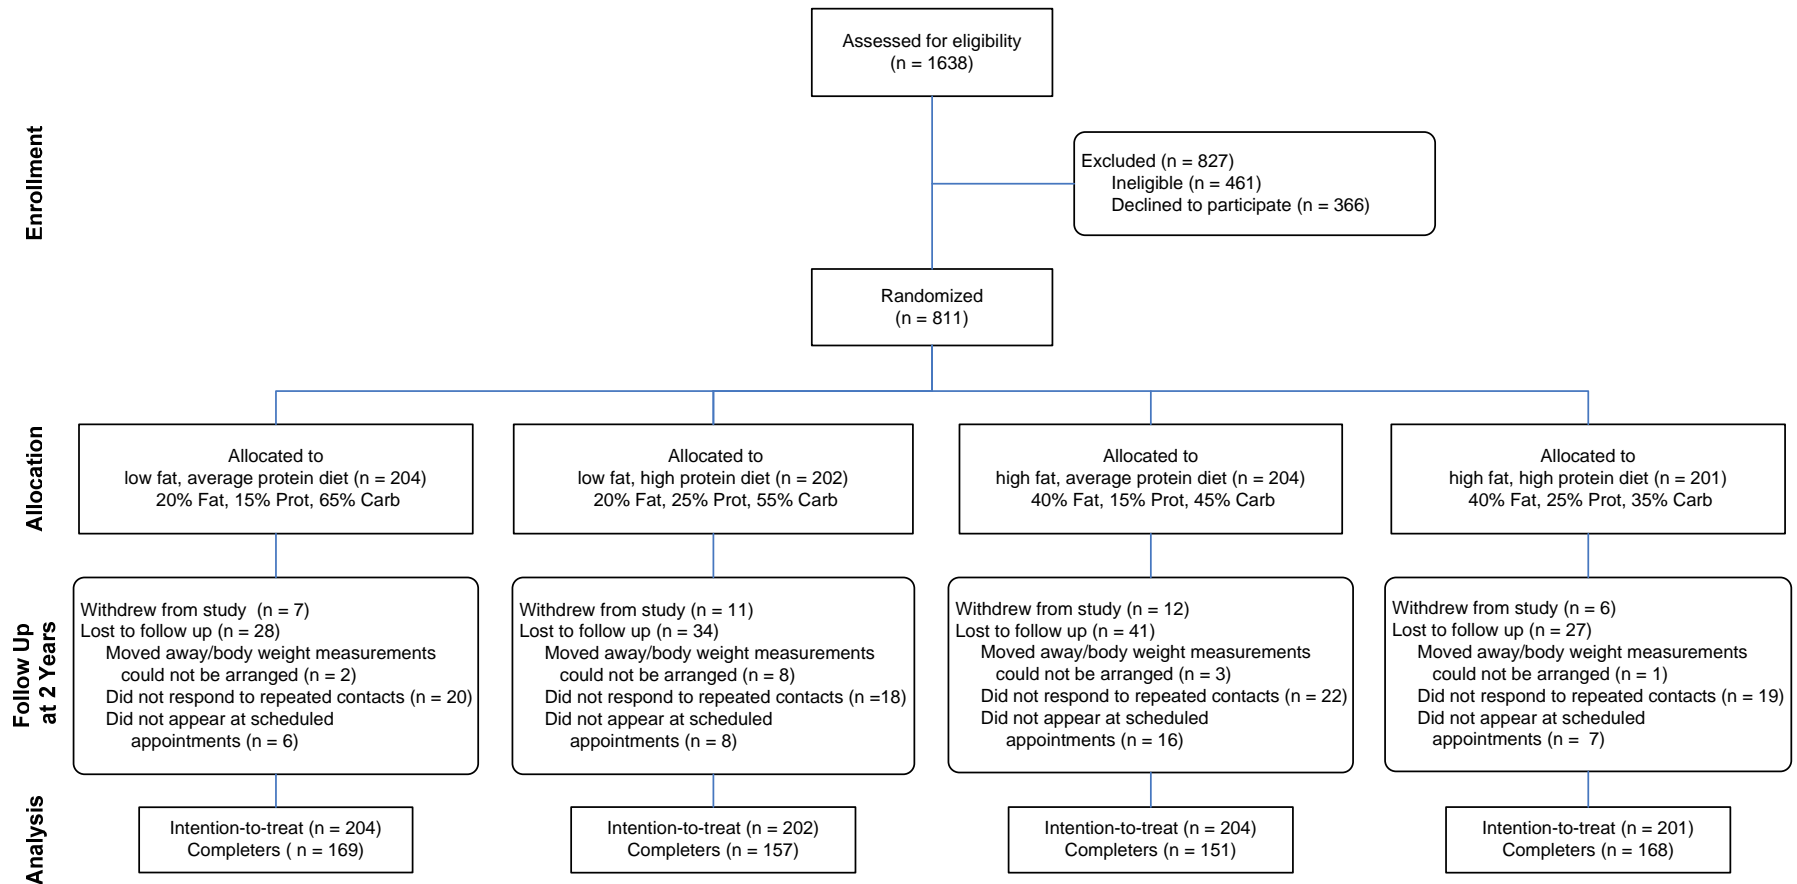 Assessed for eligibility
(n = 1638)
Enrollment
Excluded (n = 827)
Ineligible (n = 461)
Declined to participate (n = 366)
Randomized
(n = 811)
Allocation
Allocated to
low fat, average protein diet (n = 204)
20% Fat, 15% Prot, 65% Carb
Allocated to
low fat, high protein diet (n = 202)
20% Fat, 25% Prot, 55% Carb
Allocated to
high fat, average protein diet (n = 204)
40% Fat, 15% Prot, 45% Carb
Allocated to
high fat, high protein diet (n = 201)
40% Fat, 25% Prot, 35% Carb
Follow Up
at 2 Years
Withdrew from study  (n = 7)
Lost to follow up (n = 28)
Moved away/body weight measurements
could not be arranged (n = 2)
Did not respond to repeated contacts (n = 20)
Did not appear at scheduled
appointments (n = 6)
Withdrew from study (n = 11)
Lost to follow up (n = 34)
Moved away/body weight measurements
could not be arranged (n = 8)
Did not respond to repeated contacts (n =18)
Did not appear at scheduled
appointments (n = 8)
Withdrew from study (n = 12)
Lost to follow up (n = 41)
Moved away/body weight measurements
could not be arranged (n = 3)
Did not respond to repeated contacts (n = 22)
Did not appear at scheduled
appointments (n = 16)
Withdrew from study (n = 6)
Lost to follow up (n = 27)
Moved away/body weight measurements
could not be arranged (n = 1)
Did not respond to repeated contacts (n = 19)
Did not appear at scheduled
appointments (n =  7)
Analysis
Intention-to-treat (n = 204)
Completers ( n = 169)
Intention-to-treat (n = 202)
Completers (n = 157)
Intention-to-treat (n = 204)
Completers (n = 151)
Intention-to-treat (n = 201)
Completers (n = 168)